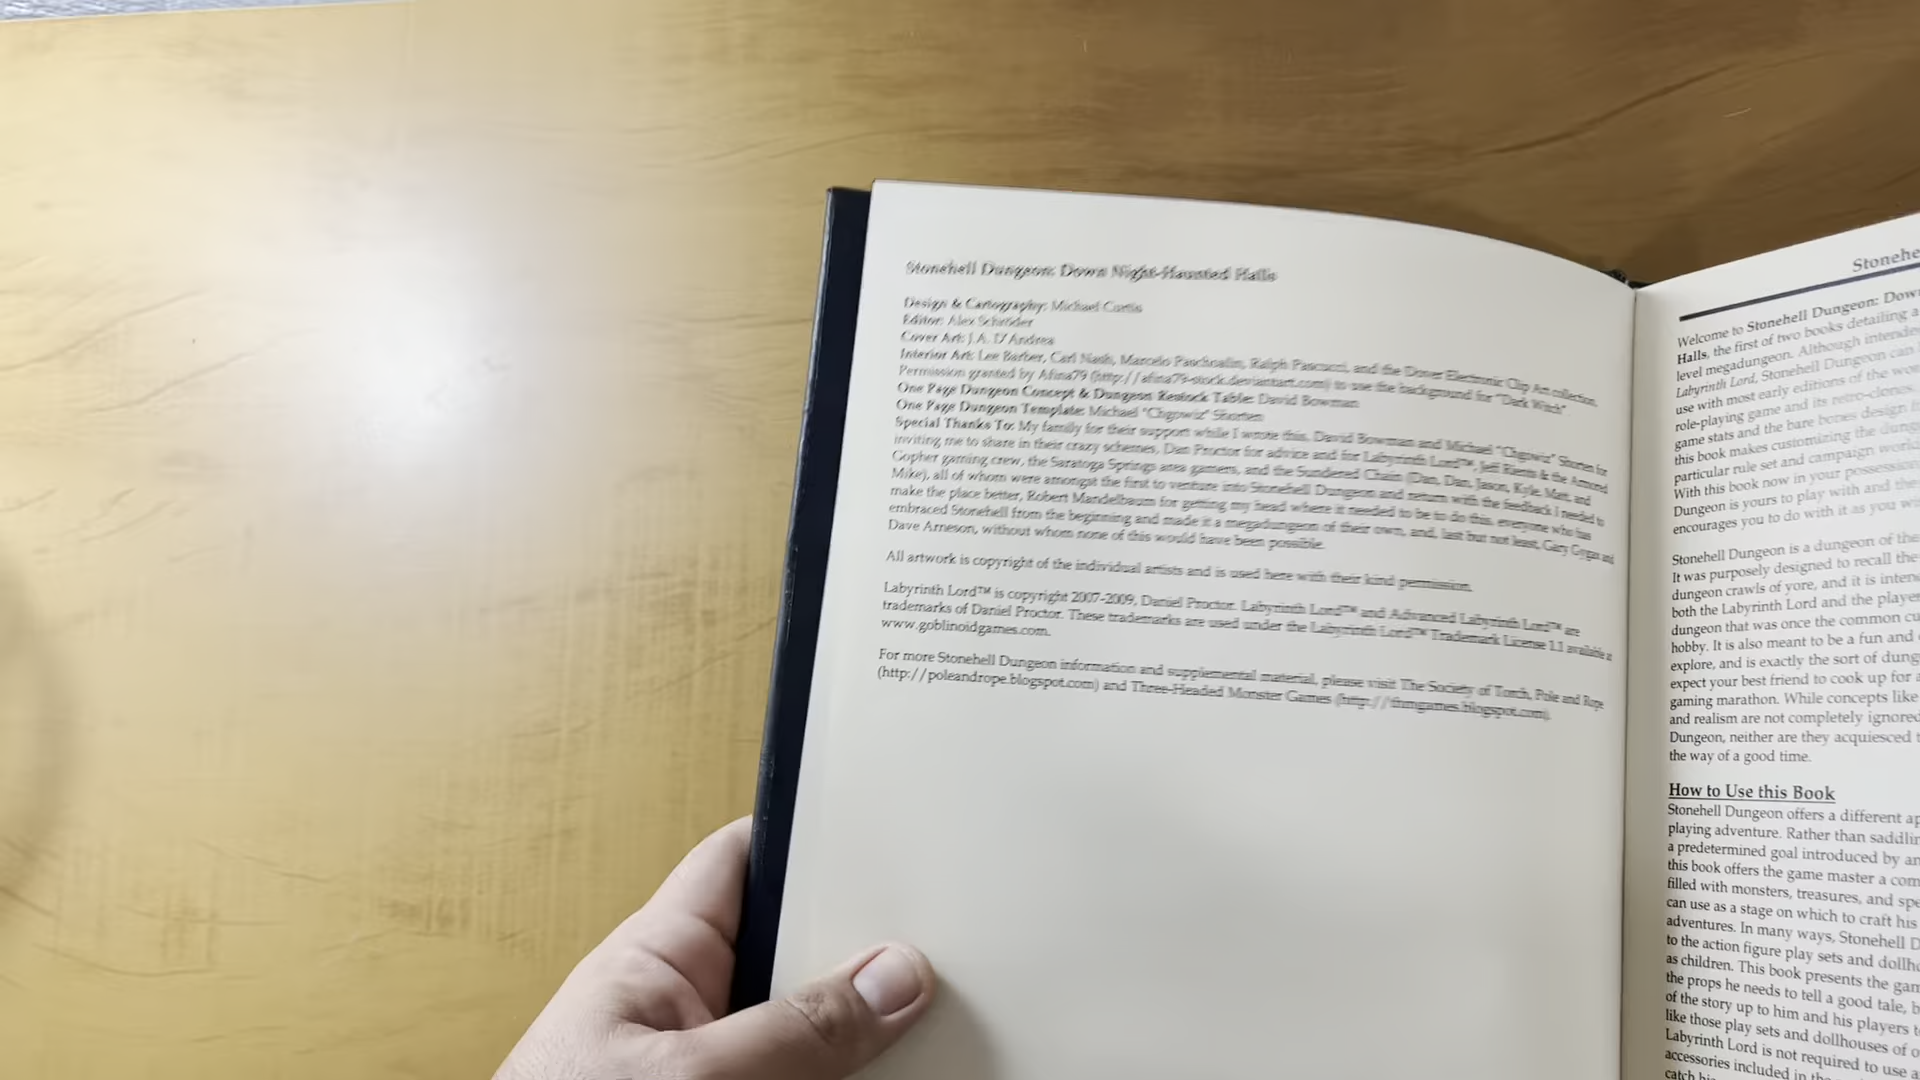 Stonehell Dungeon: Down Night-Haunted Halls
Design & Cartography: Michael Curtis
Editor: Alex Schröder
Cover Art: J.A. D'Andrea
Interior Art: Lee Barber, Carl Nash, Marcelo Paschoalin, Ralph Pascucci, and the Dover Electronic Clip Art collection.
Permission granted by Afina79 (http://afina79-stock.deviantart.com) to use the background for "Dark Witch".
One Page Dungeon Concept & Dungeon Restock Table: David Bowman
One Page Dungeon Template: Michael "Chgowiz" Shorten
Special Thanks To: My family for their support while I wrote this, David Bowman and Michael "Chgowiz" Shorten for
inviting me to share in their crazy schemes, Dan Proctor for advice and for Labyrinth Lord™, Jeff Rients & the Armond
Gopher gaming crew, the Saratoga Springs area gamers, and the Sundered Chain (Dan, Dan, Jason, Kyle, Matt, and
Mike), all of whom were amongst the first to venture into Stonehell Dungeon and return with the feedback I needed to
make the place better, Robert Mandelbaum for getting my head where it needed to be to do this, everyone who has
embraced Stonehell from the beginning and made it a megadungeon of their own, and, last but not least, Gary Gygax and
Dave Arneson, without whom none of this would have been possible.
All artwork is copyright of the individual artists and is used here with their kind permission.
Labyrinth Lord™ is copyright 2007-2009, Daniel Proctor. Labyrinth Lord™ and Advanced Labyrinth Lord™ are
trademarks of Daniel Proctor. These trademarks are used under the Labyrinth Lord™ Trademark License 1.1 available at
www.goblinoidgames.com.
For more Stonehell Dungeon information and supplemental material, please visit The Society of Torch, Pole and Rope
(http://poleandrope.blogspot.com) and Three-Headed Monster Games (http://thmgames.blogspot.com).
Stonehe
Welcome to Stonehell Dungeon: Down
Halls, the first of two books detailing a
level megadungeon. Although intended
Labyrinth Lord, Stonehell Dungeon can
use with most early editions of the wor
role-playing game and its retro-clones.
game stats and the bare bones design
this book makes customizing the dung
particular rule set and campaign world
With this book now in your possession
Dungeon is yours to play with and the
encourages you to do with it as you wi
Stonehell Dungeon is a dungeon of the
It was purposely designed to recall the
dungeon crawls of yore, and it is inten
both the Labyrinth Lord and the player
dungeon that was once the common cu
hobby. It is also meant to be a fun and
explore, and is exactly the sort of dung
expect your best friend to cook up for a
gaming marathon. While concepts like
and realism are not completely ignored
Dungeon, neither are they acquiesced t
the way of a good time.
How to Use this Book
Stonehell Dungeon offers a different ap
playing adventure. Rather than saddlin
a predetermined goal introduced by an
this book offers the game master a com
filled with monsters, treasures, and spe
can use as a stage on which to craft his
adventures. In many ways, Stonehell D
to the action figure play sets and dollho
as children. This book presents the gam
the props he needs to tell a good tale, b
of the story up to him and his players t
like those play sets and dollhouses of o
Labyrinth Lord is not required to use a
accessories included in the
catch hi